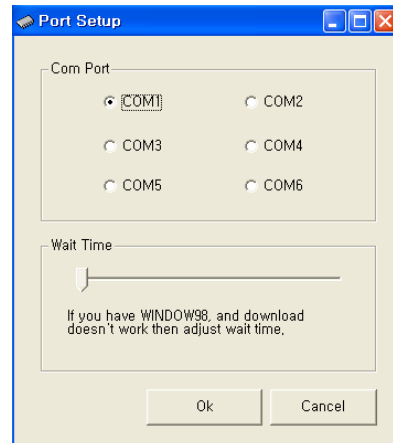 Port Setup
Com Port
COM1 COM2
COM3 COM4
COM5 COM6
Wait Time
If you have WINDOW98, and download
doesn't work then adjust wait time,
Ok Cancel